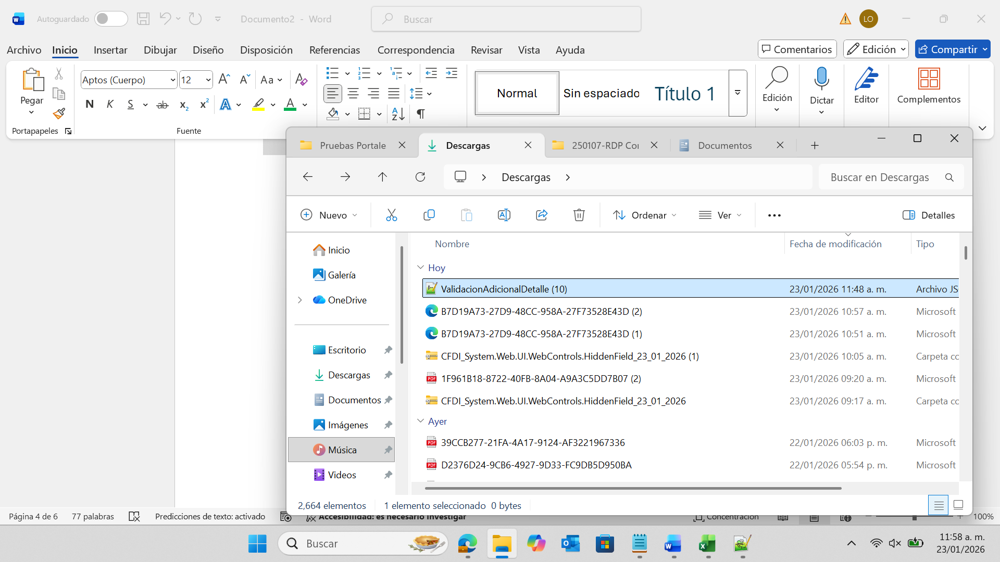 Autoguardado
Documento2 - Word
Buscar
LO
Archivo
Inicio
Insertar
Dibujar
Diseño
Disposición
Referencias
Correspondencia
Revisar
Vista
Ayuda
Comentarios
Edición
Compartir
Pegar
Portapapeles
Aptos (Cuerpo)
12
Aa
N K S ab x₂ x²
Fuente
Normal
Sin espaciado
Título 1
Edición
Dictar
Editor
Complementos
Pruebas Portale
Descargas
250107-RDP Cor
Documentos
Descargas
Buscar en Descargas
Nuevo
Ordenar
Ver
Detalles
Inicio
Galería
OneDrive
Escritorio
Descargas
Documentos
Imágenes
Música
Videos
Nombre Fecha de modificación Tipo
Hoy
ValidacionAdicionalDetalle (10) 23/01/2026 11:48 a. m. Archivo JS
B7D19A73-27D9-48CC-958A-27F73528E43D (2) 23/01/2026 10:57 a. m. Microsoft
B7D19A73-27D9-48CC-958A-27F73528E43D (1) 23/01/2026 10:51 a. m. Microsoft
CFDI_System.Web.UI.WebControls.HiddenField_23_01_2026 (1) 23/01/2026 10:05 a. m. Carpeta co
1F961B18-8722-40FB-8A04-A9A3C5DD7B07 (2) 23/01/2026 09:20 a. m. Microsoft
CFDI_System.Web.UI.WebControls.HiddenField_23_01_2026 23/01/2026 09:17 a. m. Carpeta co
Ayer
39CCB277-21FA-4A17-9124-AF3221967336 22/01/2026 06:03 p. m. Microsoft
D2376D24-9CB6-4927-9D33-FC9DB5D950BA 22/01/2026 05:54 p. m. Microsoft
2,664 elementos
1 elemento seleccionado 0 bytes
Página 4 de 6
77 palabras
Predicciones de texto: activado
Accesibilidad: es necesario investigar
Concentración
100%
Buscar
11:58 a. m.
23/01/2026